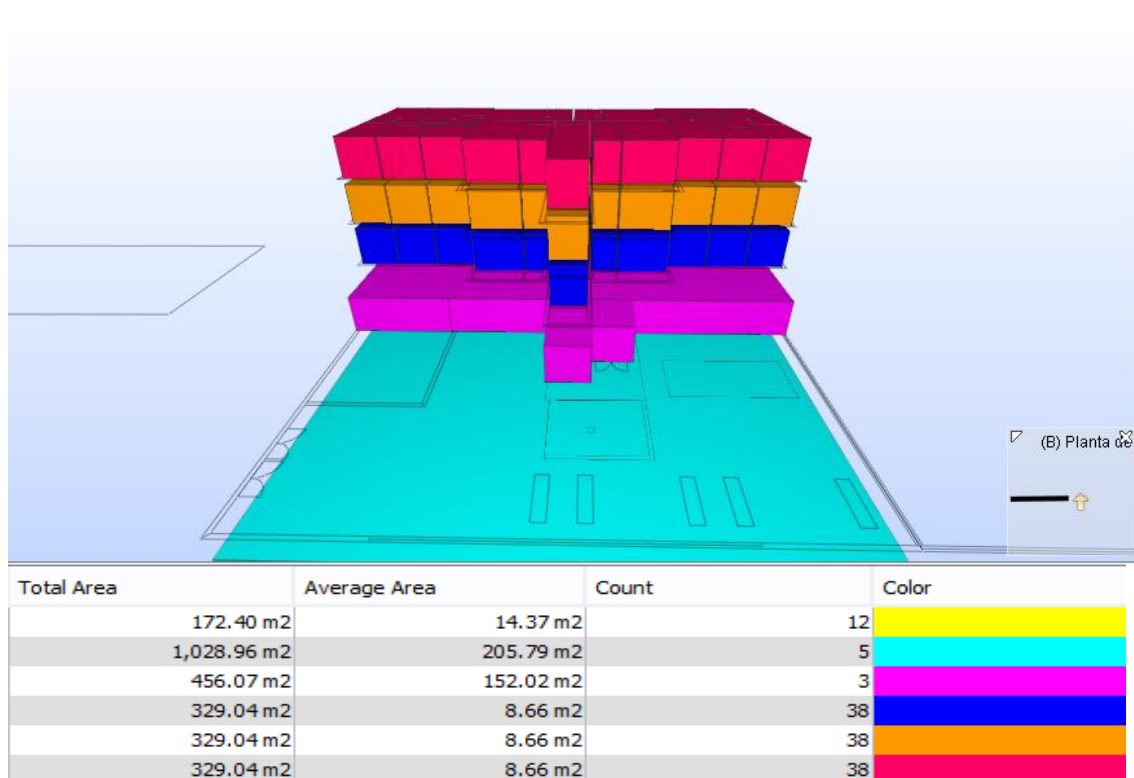 (B) Planta de
Total Area Average Area Count Color
172.40 m2 14.37 m2 12
1,028.96 m2 205.79 m2 5
456.07 m2 152.02 m2 3
329.04 m2 8.66 m2 38
329.04 m2 8.66 m2 38
329.04 m2 8.66 m2 38